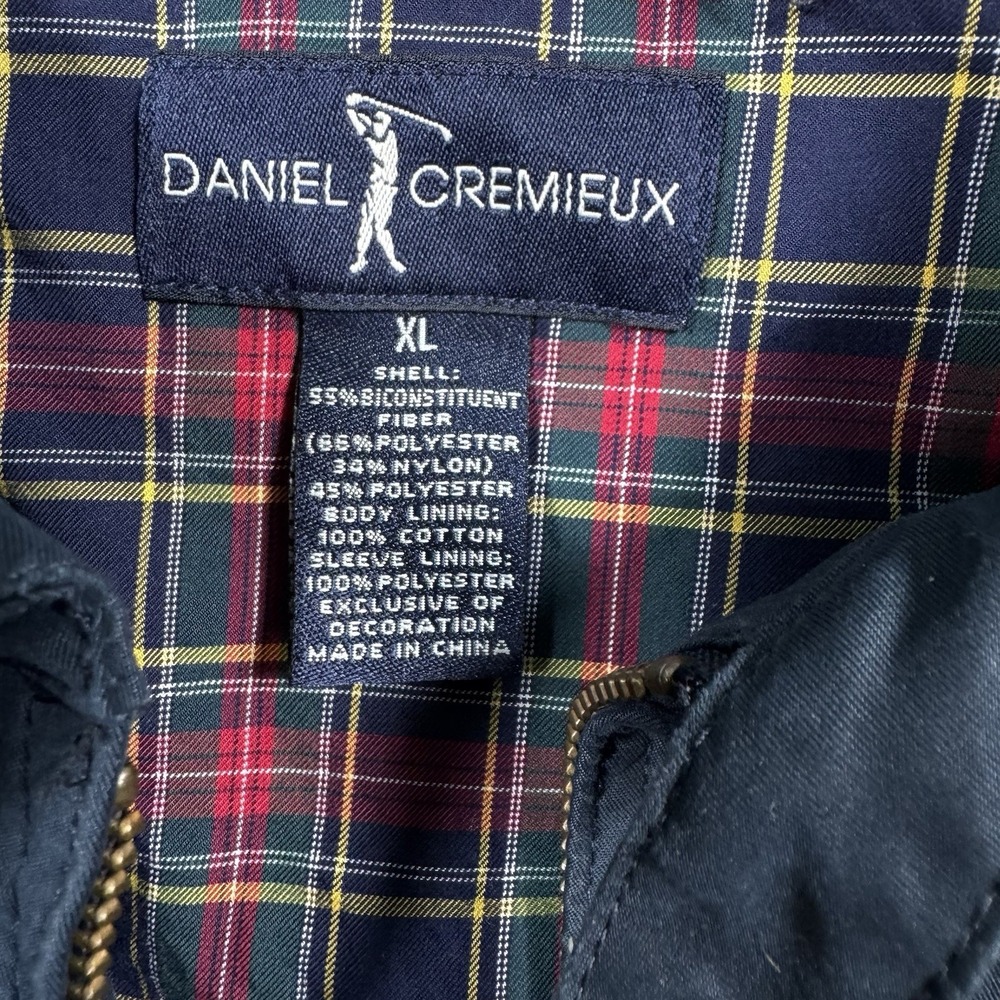 DANIEL CREMIEUX
XL
SHELL:
55%BICONSTITUENT
FIBER
(66%POLYESTER
34%NYLON)
45%POLYESTER
BODY LINING:
100% COTTON
SLEEVE LINING:
100%POLYESTER
EXCLUSIVE OF
DECORATION
MADE IN CHINA